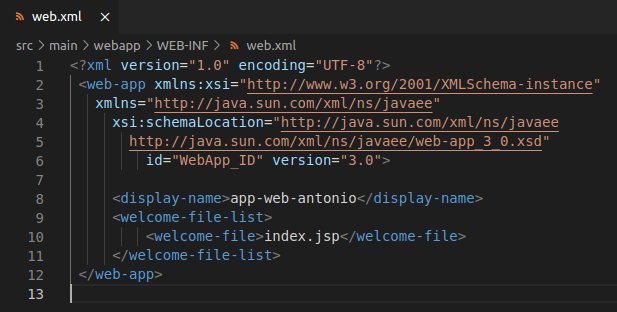 web.xml ×
src > main > webapp > WEB-INF > web.xml
1 <?xml version="1.0" encoding="UTF-8"?>
2 <web-app xmlns:xsi="http://www.w3.org/2001/XMLSchema-instance"
3 xmlns="http://java.sun.com/xml/ns/javaee"
4 xsi:schemaLocation="http://java.sun.com/xml/ns/javaee
5 http://java.sun.com/xml/ns/javaee/web-app_3_0.xsd"
6 id="WebApp_ID" version="3.0">
7
8 <display-name>app-web-antonio</display-name>
9 <welcome-file-list>
10 <welcome-file>index.jsp</welcome-file>
11 </welcome-file-list>
12 </web-app>
13